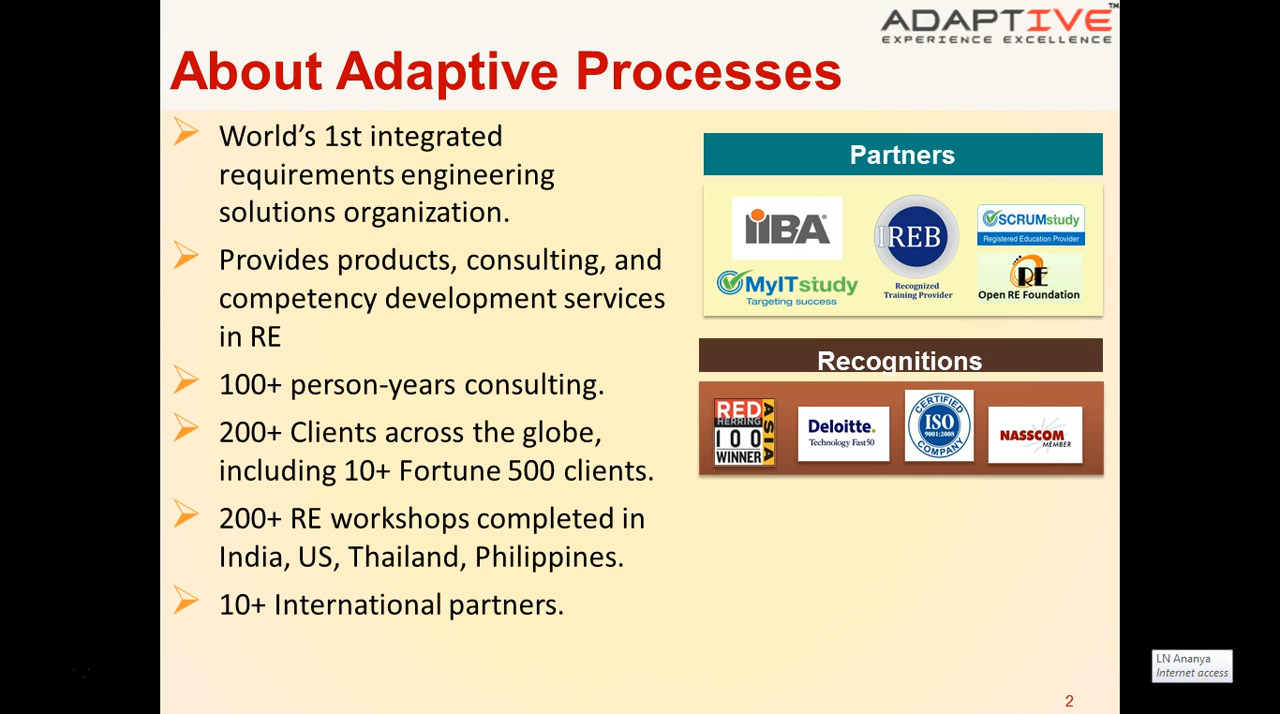 ADAPTIVE™
EXPERIENCE EXCELLENCE
About Adaptive Processes
World’s 1st integrated
requirements engineering
solutions organization.
Provides products, consulting, and
competency development services
in RE
100+ person-years consulting.
200+ Clients across the globe,
including 10+ Fortune 500 clients.
200+ RE workshops completed in
India, US, Thailand, Philippines.
10+ International partners.
Partners
iiBA®
IREB
Recognized
Training Provider
SCRUMstudy
Registered Education Provider
MyITstudy
Targeting success
RE
Open RE Foundation
Recognitions
RED
HERRING
100
WINNER
ASIA
Deloitte.
Technology Fast50
CERTIFIED
ISO
9001:2008
COMPANY
NASSCOM
MEMBER
LN Ananya
Internet access
2